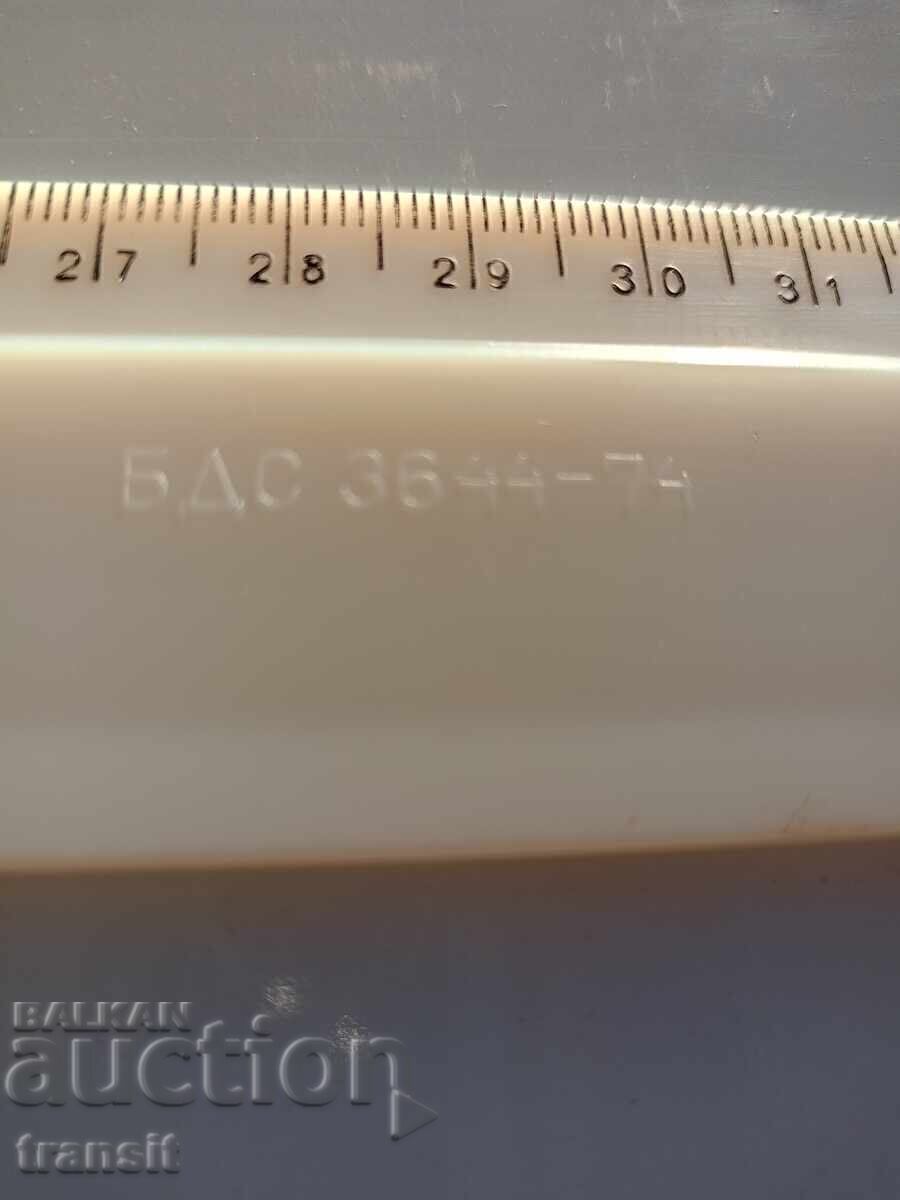 27 28 29 30 31
БДС 3644-74
BALKAN
auction
transit